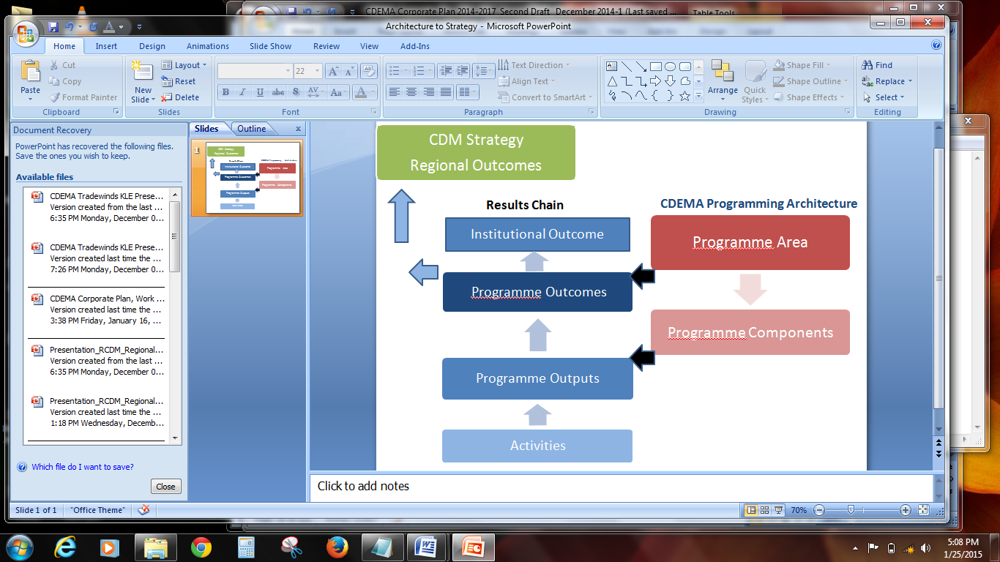 CDEMA Corporate Plan 2014-2017 Second Draft December 2014-1 (Last saved ...
Table Tools
Architecture to Strategy - Microsoft PowerPoint
Home Insert Design Animations Slide Show Review View Add-Ins
Paste
Cut
Copy
Format Painter
Clipboard
New Slide
Layout
Reset
Delete
Slides
22
B I U abc S AV Aa A
Font
Text Direction
Align Text
Convert to SmartArt
Paragraph
Arrange
Quick Styles
Shape Fill
Shape Outline
Shape Effects
Drawing
Find
Replace
Select
Editing
Document Recovery
PowerPoint has recovered the following files.
Save the ones you wish to keep.
Available files
CDEMA Tradewinds KLE Prese...
Version created from the last ...
6:35 PM Monday, December 0...
CDEMA Tradewinds KLE Prese...
Version created last time the ...
7:26 PM Monday, December 0...
CDEMA Corporate Plan, Work ...
Version created last time the ...
3:38 PM Friday, January 16, ...
Presentation_RCDM_Regional...
Version created from the last ...
6:35 PM Monday, December 0...
Presentation_RCDM_Regional...
Version created last time the ...
1:18 PM Wednesday, Decemb...
Which file do I want to save?
Close
Slides Outline x
1
CDM Strategy
Regional Outcomes
Results Chain
CDEMA Programming Architecture
Institutional Outcome
Programme Area
Programme Outcomes
Programme Components
Programme Outputs
Activities
Click to add notes
Slide 1 of 1 "Office Theme" 70%
5:08 PM
1/25/2015